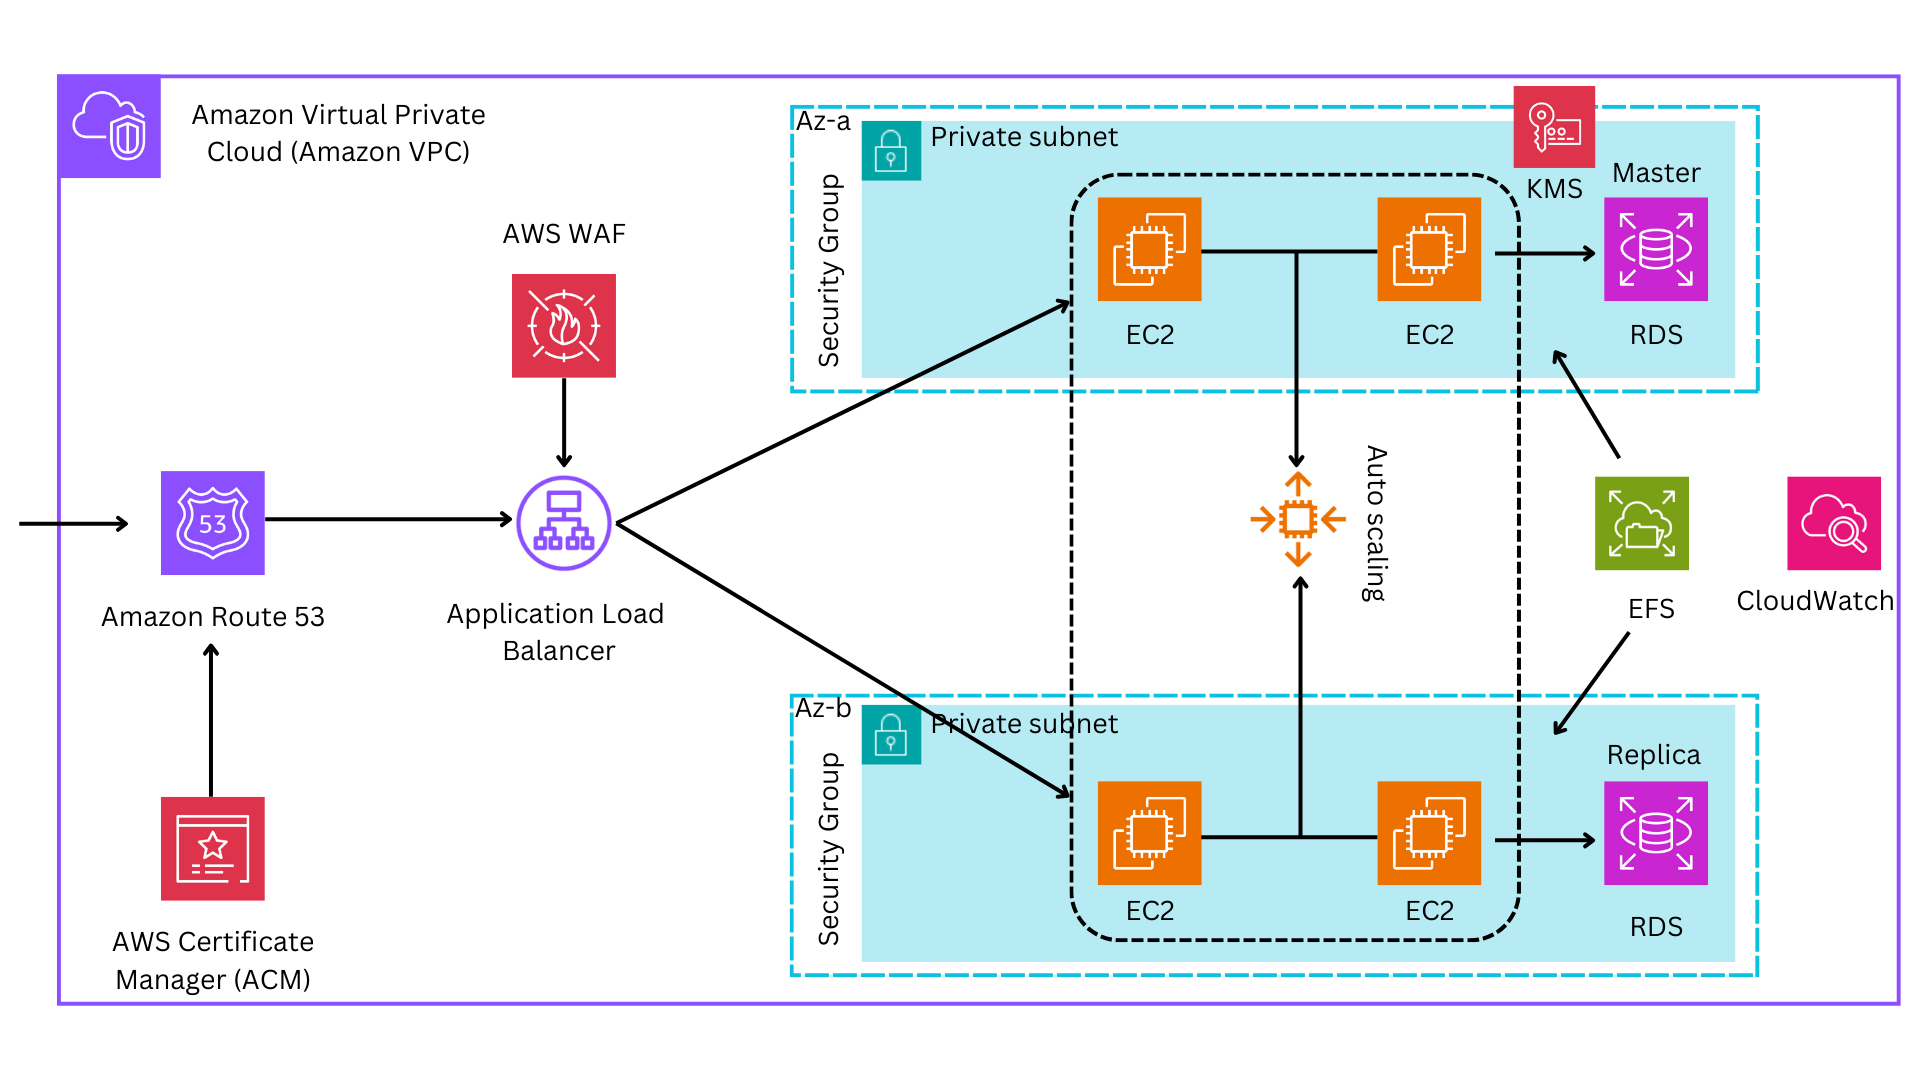 Amazon Virtual Private
Cloud (Amazon VPC)
AWS WAF
53
Amazon Route 53
Application Load
Balancer
AWS Certificate
Manager (ACM)
Az-a
Private subnet
Security Group
EC2
EC2
KMS
Master
RDS
Auto scaling
EFS
CloudWatch
Az-b
Private subnet
Security Group
EC2
EC2
Replica
RDS